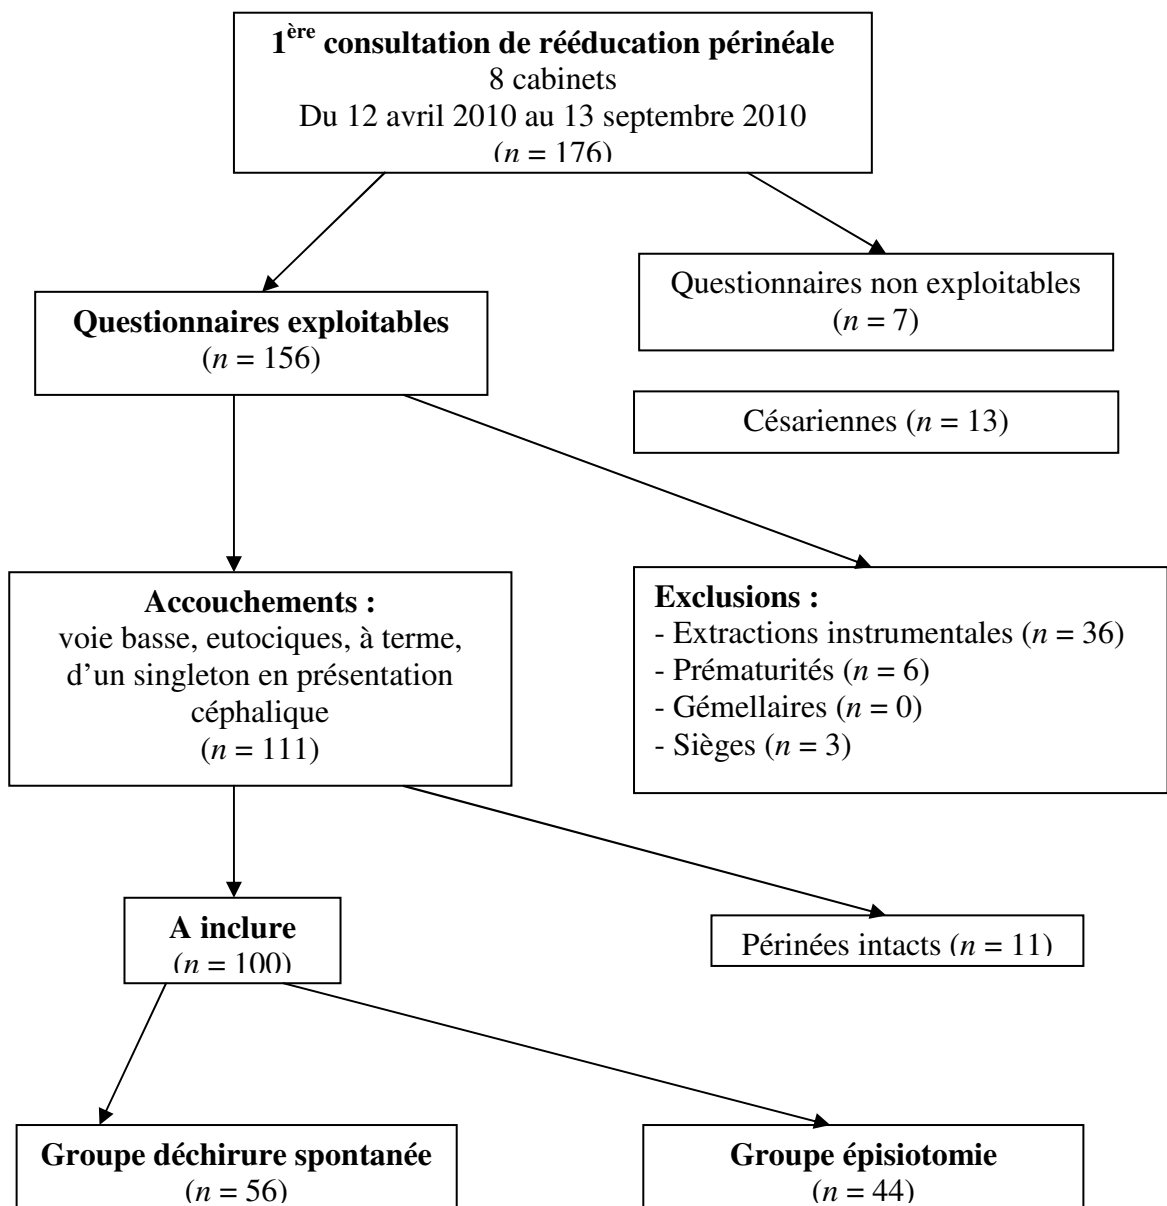 1ère consultation de rééducation périnéale
8 cabinets
Du 12 avril 2010 au 13 septembre 2010
(n = 176)
Questionnaires non exploitables
(n = 7)
Questionnaires exploitables
(n = 156)
Césariennes (n = 13)
Accouchements :
voie basse, eutociques, à terme,
d'un singleton en présentation
céphalique
(n = 111)
Exclusions :
- Extractions instrumentales (n = 36)
- Prématurités (n = 6)
- Gémellaires (n = 0)
- Sièges (n = 3)
A inclure
(n = 100)
Périnées intacts (n = 11)
Groupe déchirure spontanée
(n = 56)
Groupe épisiotomie
(n = 44)